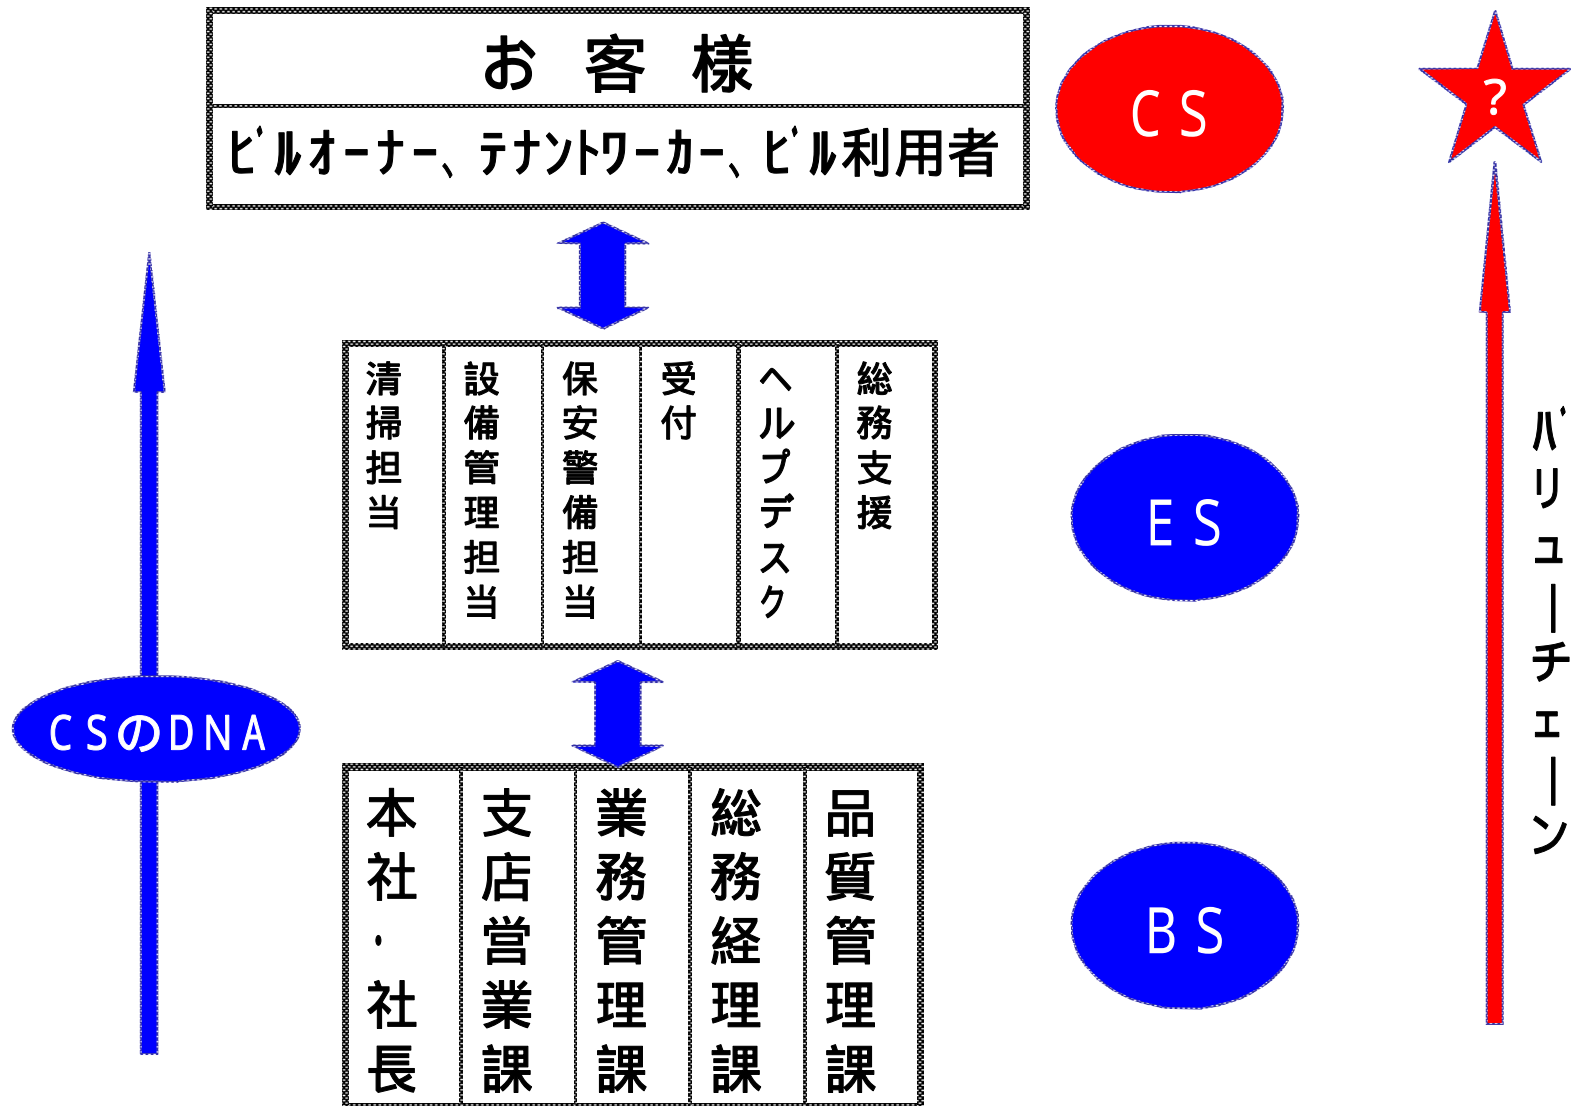 お客様
CS
?
ビルオーナー、テナントワーカー、ビル利用者
清掃担当
設備管理担当
保安警備担当
受付
ヘルプデスク
総務支援
ES
バリューチェーン
CSのDNA
本社・社長
支店営業課
業務管理課
総務経理課
品質管理課
BS